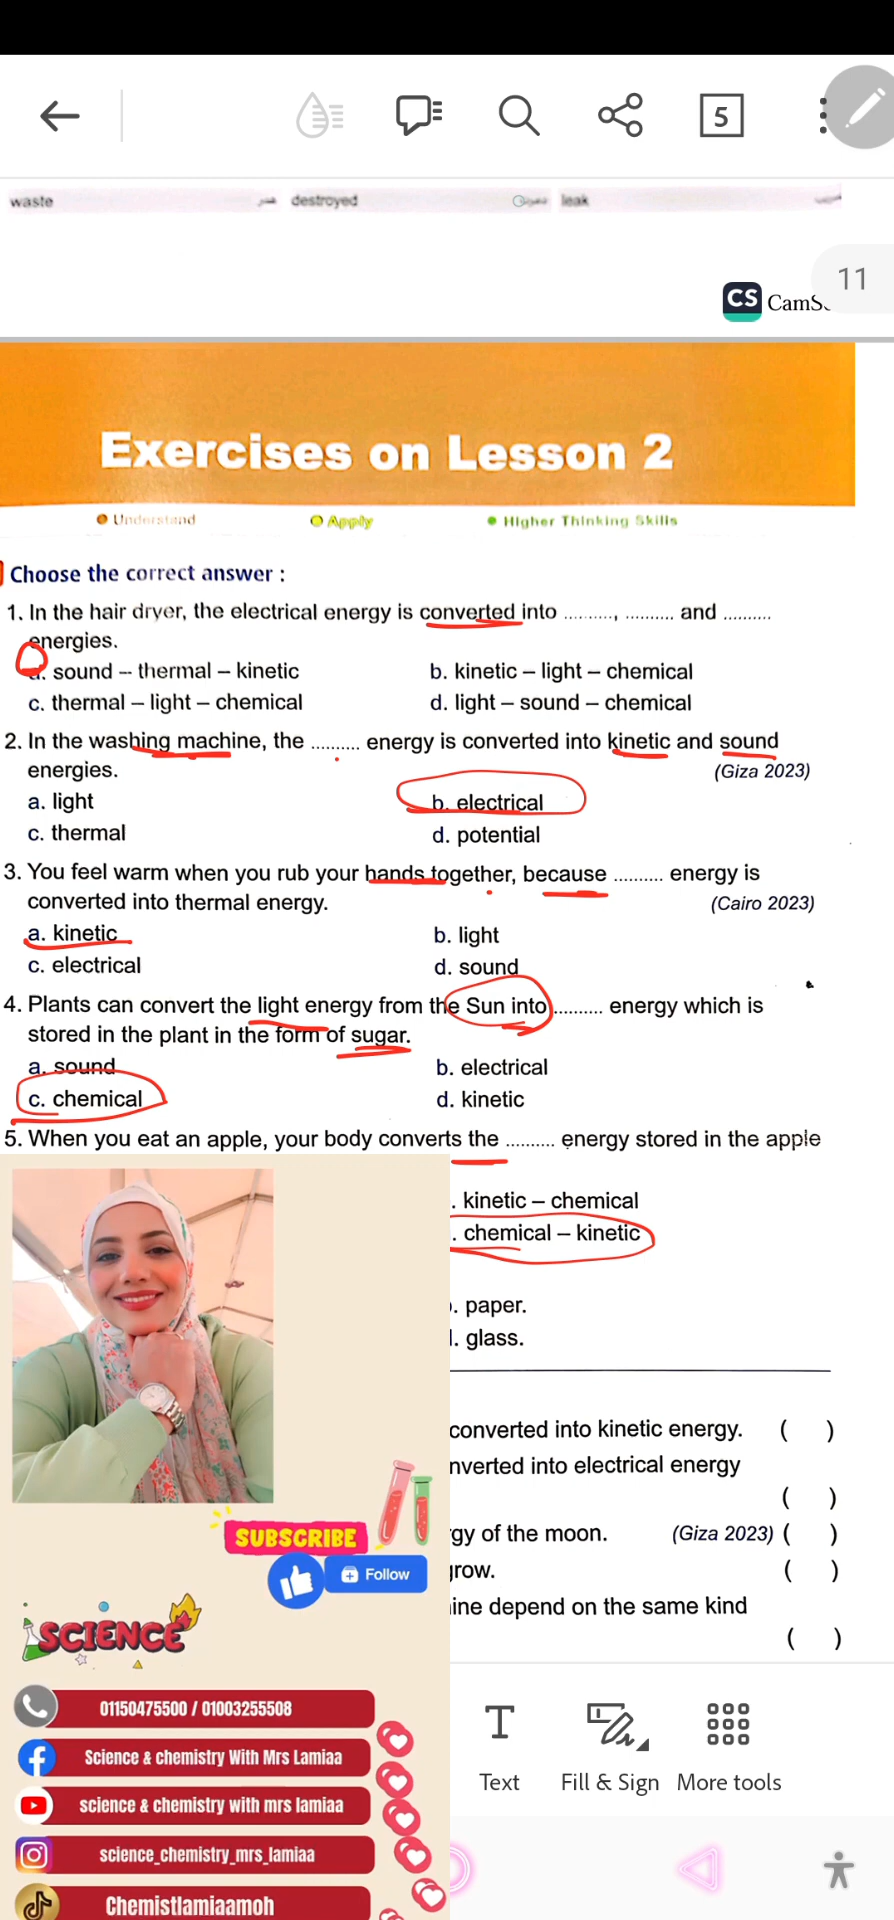 5
waste
destroyed
leak
11
CS CamS
Exercises on Lesson 2
Understand
Apply
Higher Thinking Skills
Choose the correct answer :
1. In the hair dryer, the electrical energy is converted into .........., .......... and ..........
energies.
a. sound -- thermal – kinetic
b. kinetic – light – chemical
c. thermal – light – chemical
d. light – sound – chemical
2. In the washing machine, the .......... energy is converted into kinetic and sound
energies.
(Giza 2023)
a. light
b. electrical
c. thermal
d. potential
3. You feel warm when you rub your hands together, because .......... energy is
converted into thermal energy.
(Cairo 2023)
a. kinetic
b. light
c. electrical
d. sound
4. Plants can convert the light energy from the Sun into .......... energy which is
stored in the plant in the form of sugar.
a. sound
b. electrical
c. chemical
d. kinetic
5. When you eat an apple, your body converts the .......... energy stored in the apple
. kinetic – chemical
. chemical – kinetic
. paper.
. glass.
converted into kinetic energy. ( )
nverted into electrical energy
( )
gy of the moon. (Giza 2023) ( )
grow. ( )
ine depend on the same kind
( )
SUBSCRIBE
Follow
SCIENCE
01150475500 / 01003255508
Science & chemistry With Mrs Lamiaa
science & chemistry with mrs lamiaa
science_chemistry_mrs_lamiaa
Chemistlamiaamoh
T
Text
Fill & Sign
More tools